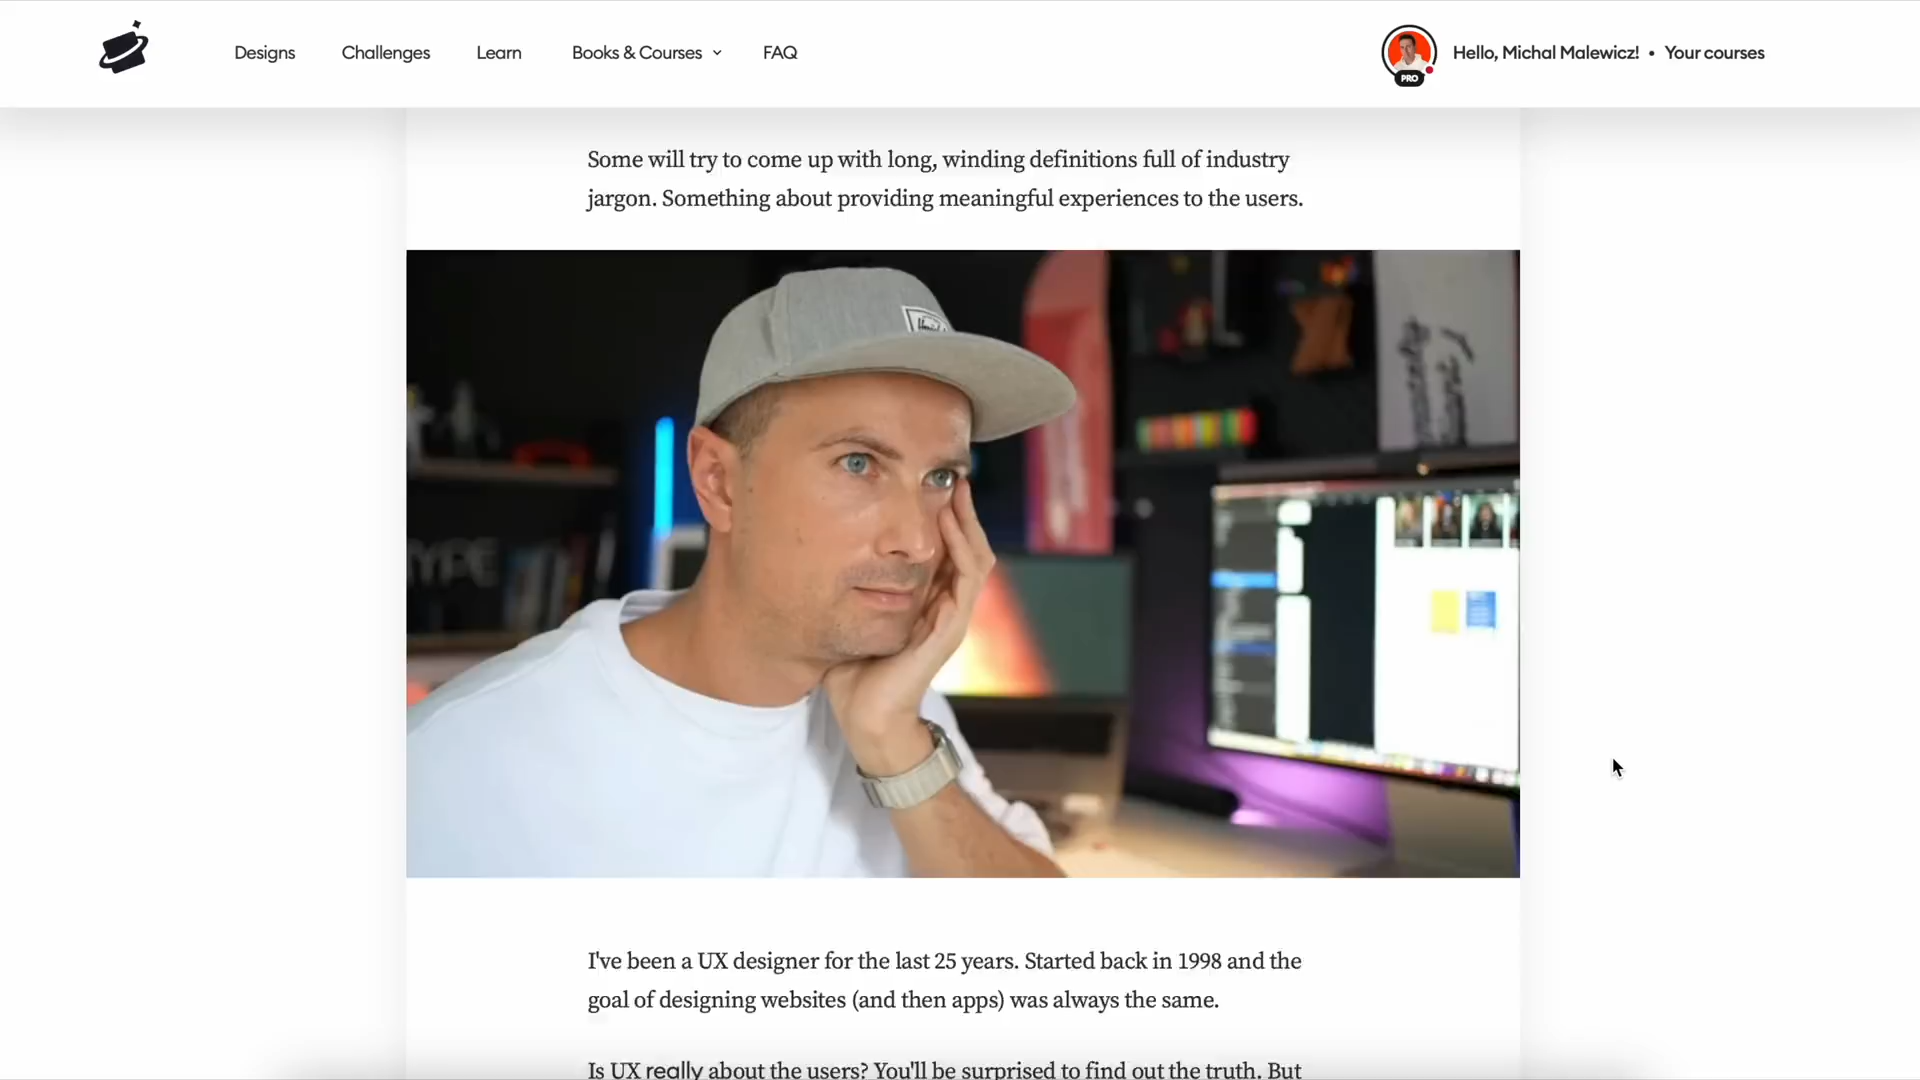 Designs Challenges Learn Books & Courses FAQ
PRO
Hello, Michal Malewicz! • Your courses
Some will try to come up with long, winding definitions full of industry
jargon. Something about providing meaningful experiences to the users.
I've been a UX designer for the last 25 years. Started back in 1998 and the
goal of designing websites (and then apps) was always the same.
Is UX really about the users? You'll be surprised to find out the truth. But